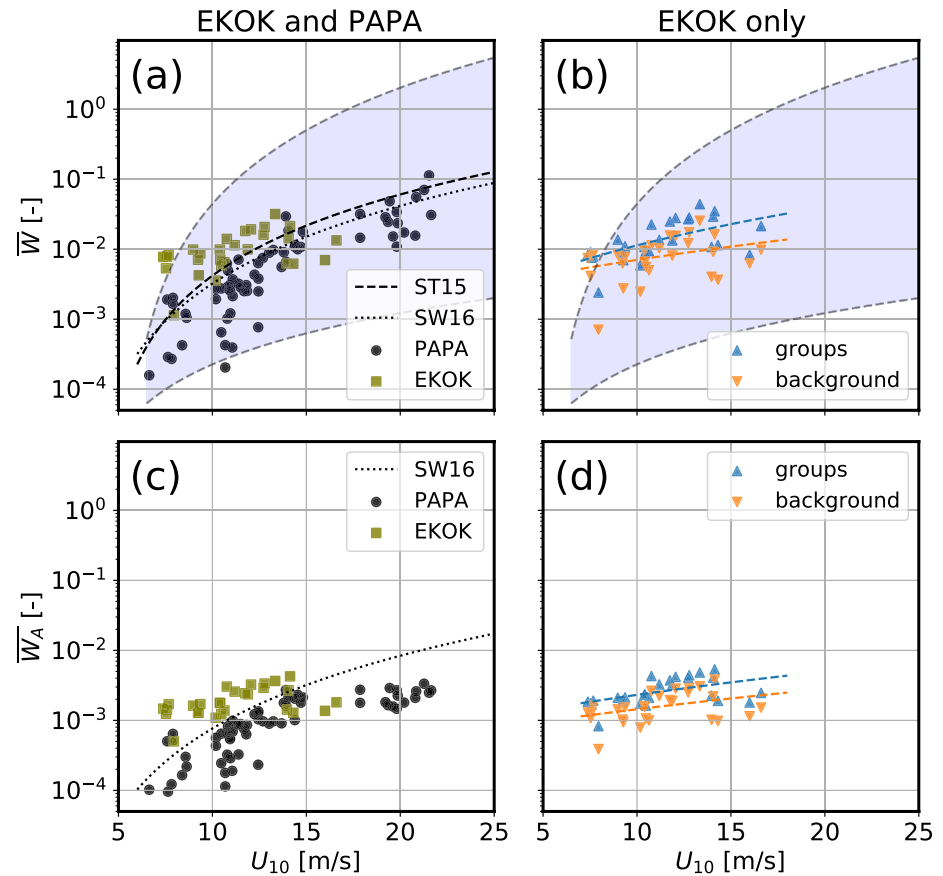 EKOK and PAPA
EKOK only
(a)
(b)
10⁰
10⁻¹
10⁻²
10⁻³
10⁻⁴
W̅ [-]
ST15
SW16
PAPA
EKOK
groups
background
(c)
(d)
SW16
PAPA
EKOK
groups
background
10⁰
10⁻¹
10⁻²
10⁻³
10⁻⁴
W̅_A̅ [-]
5 10 15 20 25
5 10 15 20 25
U₁₀ [m/s]
U₁₀ [m/s]